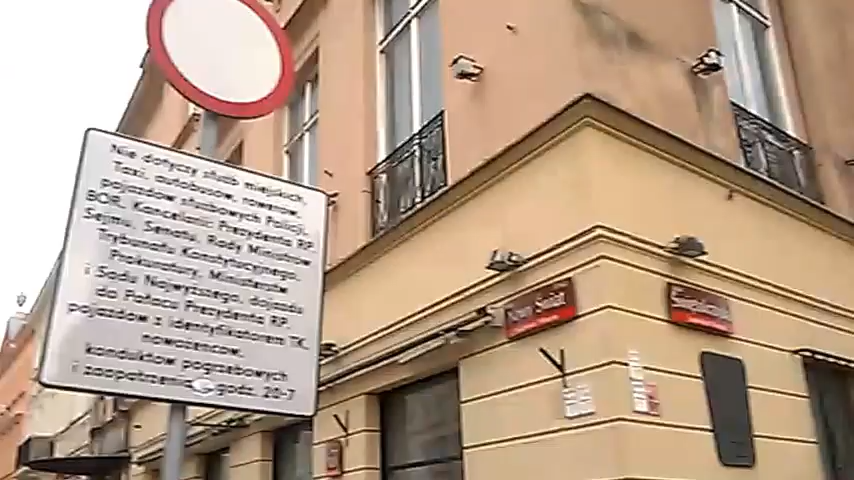 Nie dotyczy służb miejskich,
Taxi, autobusów, rowerów,
pojazdów służbowych Policji,
BOR, Kancelarii Prezydenta RP,
Sejmu, Senatu, Rady Ministrów
Trybunału Konstytucyjnego
Prokuratury, Ministerstw
i Sądu Najwyższego, dojazdu
do Pałacu Prezydenta RP,
pojazdów z identyfikatorem TK,
nawozzeniec
konduktów pogrzebowych
i zaopatrzenia w godz. 20-7
Nowy Świat
Świętokrzyska